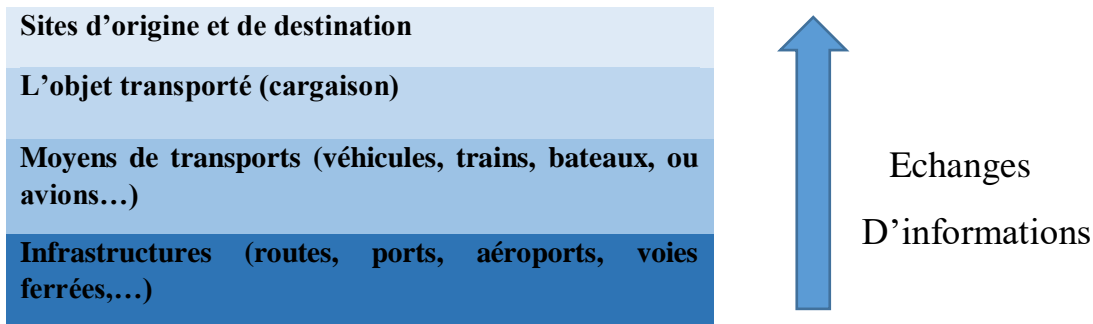 Sites d’origine et de destination
L’objet transporté (cargaison)
Moyens de transports (véhicules, trains, bateaux, ou
avions…)
Infrastructures (routes, ports, aéroports, voies
ferrées,…)
Echanges
D’informations